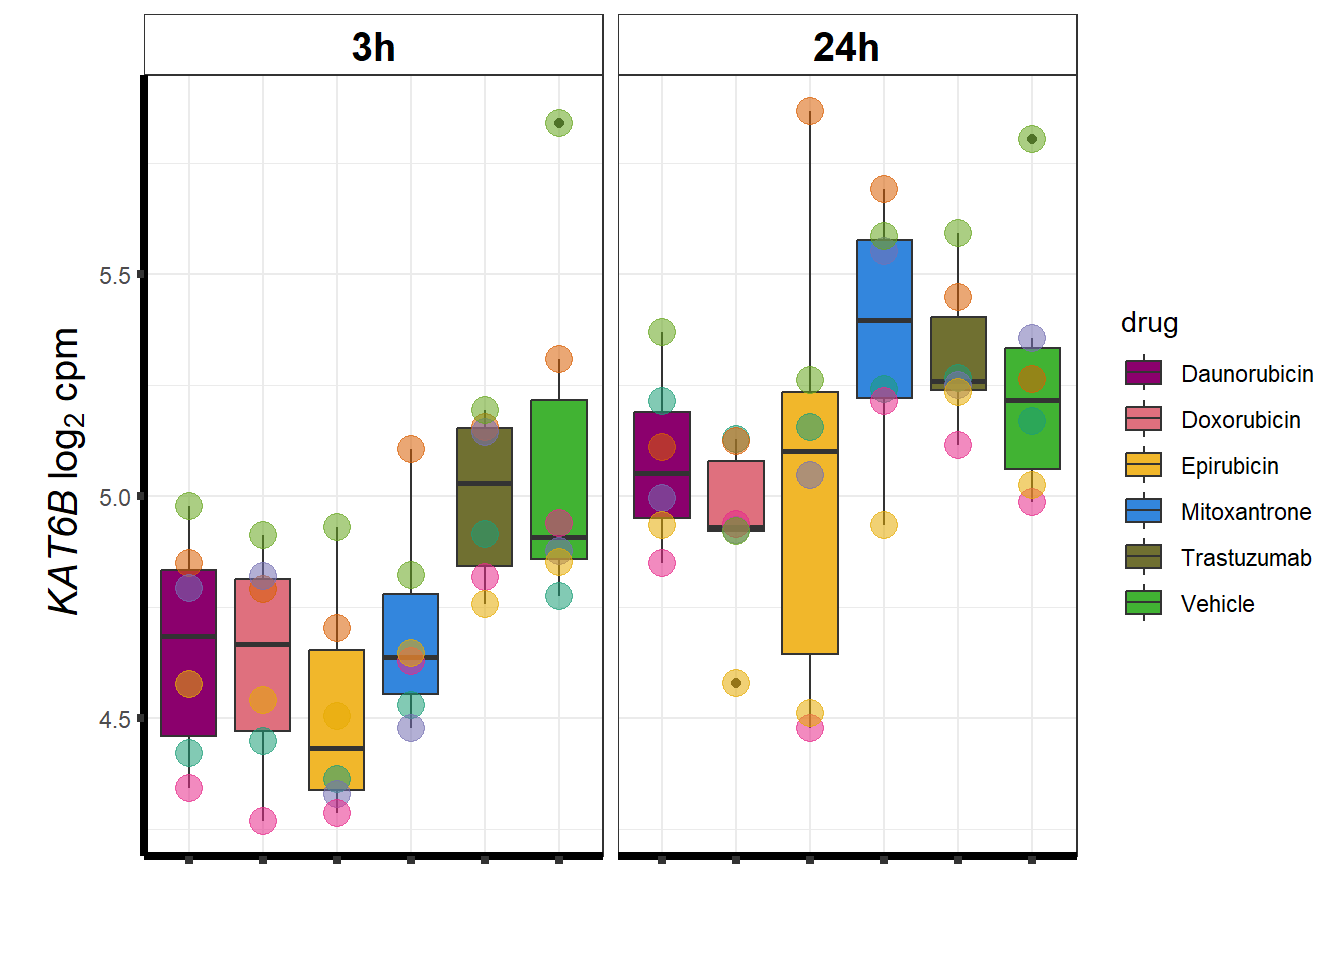 3h
24h
5.5
5.0
4.5
KAT6B log₂ cpm
drug
Daunorubicin
Doxorubicin
Epirubicin
Mitoxantrone
Trastuzumab
Vehicle